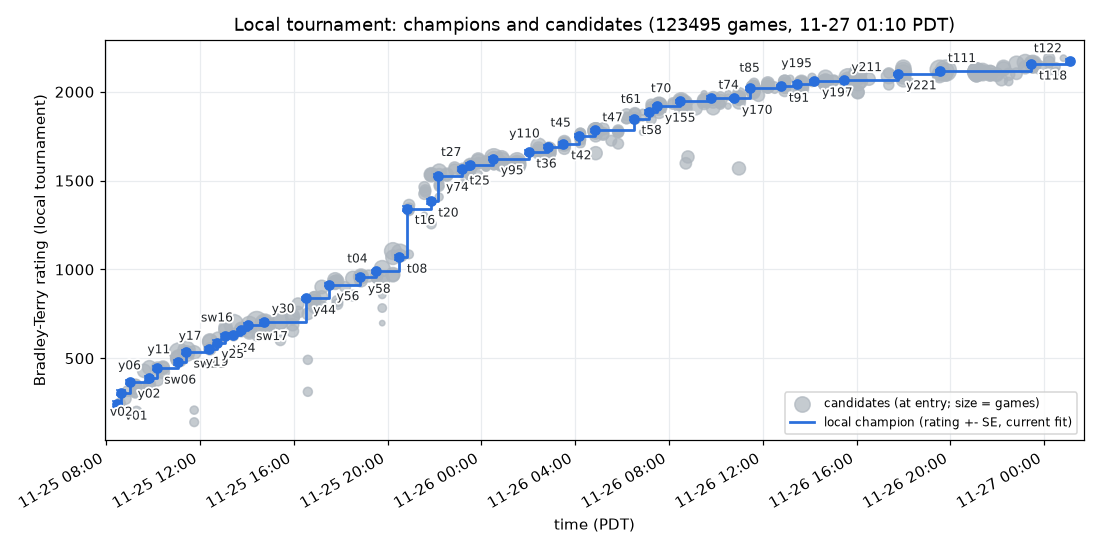 Local tournament: champions and candidates (123495 games, 11-27 01:10 PDT)
Bradley-Terry rating (local tournament)
2000
1500
1000
500
t122
t118
t111
y221
y211
y197
y195
t91
t85
y170
t74
y155
t70
t58
t61
t47
t42
t45
t36
y110
y95
t25
t27
y74
t20
t16
t08
t04
y58
y56
y44
y30
sw17
sw16
y25
y17
y11
sw06
y06
y02
v02
candidates (at entry; size = games)
local champion (rating +- SE, current fit)
11-25 08:00
11-25 12:00
11-25 16:00
11-25 20:00
11-26 00:00
11-26 04:00
11-26 08:00
11-26 12:00
11-26 16:00
11-26 20:00
11-27 00:00
time (PDT)